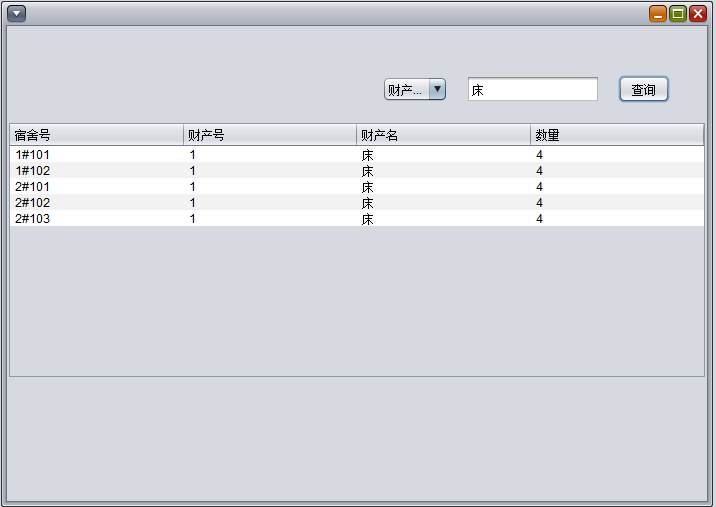 财产... 床 查询
宿舍号 财产号 财产名 数量
1#101 1 床 4
1#102 1 床 4
2#101 1 床 4
2#102 1 床 4
2#103 1 床 4